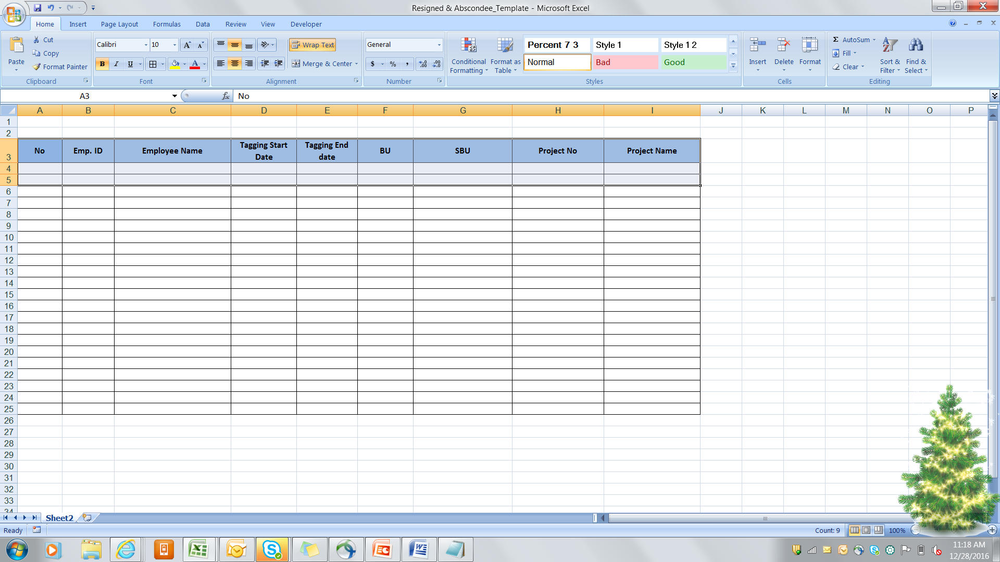 Resigned & Abscondee_Template - Microsoft Excel
Home Insert Page Layout Formulas Data Review View Developer
Paste
Cut
Copy
Format Painter
Clipboard
Calibri 10
B I U
Font
Wrap Text
Merge & Center
Alignment
General
$ % ,
Number
Conditional Formatting
Format as Table
Percent 7 3 Style 1 Style 1 2
Normal Bad Good
Styles
Insert Delete Format
Cells
Σ AutoSum
Fill
Clear
Sort & Filter
Find & Select
Editing
A3 fx No
A B C D E F G H I J K L M N O P
1
2
3 No Emp. ID Employee Name Tagging Start Date Tagging End date BU SBU Project No Project Name
4
5
6
7
8
9
10
11
12
13
14
15
16
17
18
19
20
21
22
23
24
25
26
27
28
29
30
31
32
33
34
Sheet2
Ready Count: 9 100%
11:18 AM
12/28/2016